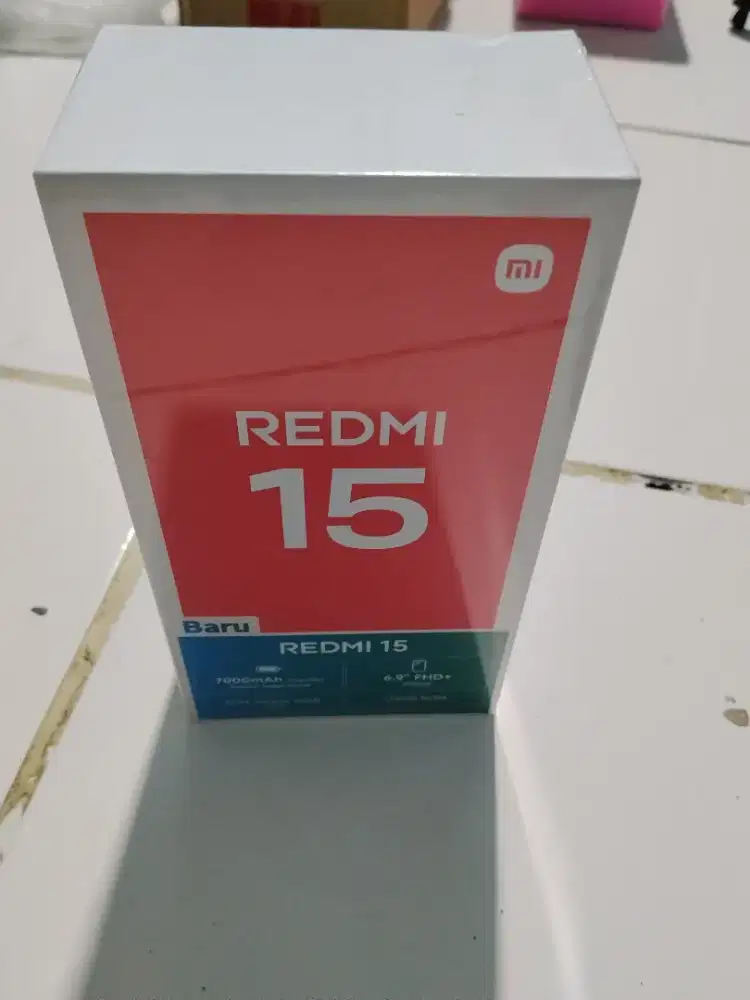 mi
REDMI
15
Baru
REDMI 15
7000mAh
6.9" FHD+